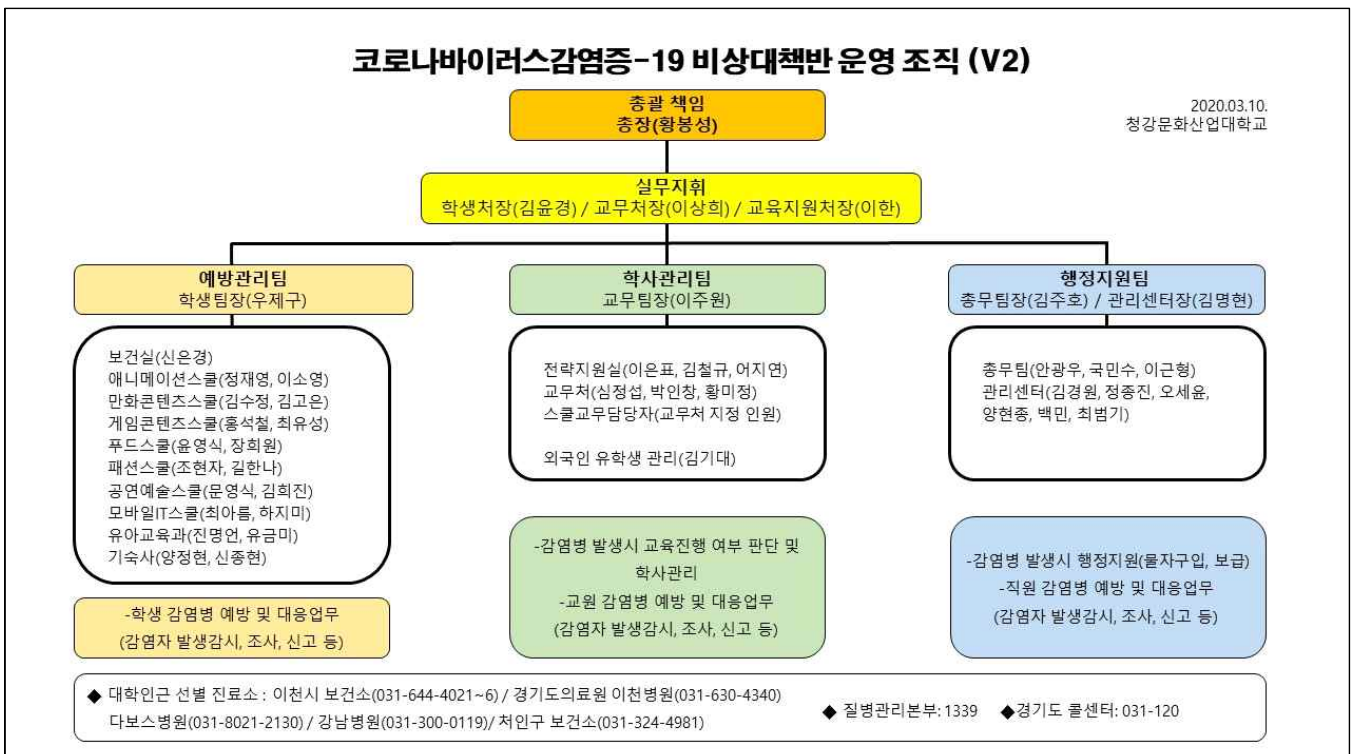 코로나바이러스감염증-19 비상대책반 운영 조직 (V2)
2020.03.10.
청강문화산업대학교
총괄 책임
총장(황봉성)
실무지휘
학생처장(김윤경) / 교무처장(이상희) / 교육지원처장(이한)
예방관리팀
학생팀장(우제구)
보건실(신은경)
애니메이션스쿨(정재영, 이소영)
만화콘텐츠스쿨(김수정, 김고은)
게임콘텐츠스쿨(홍석철, 최유성)
푸드스쿨(윤영식, 장희원)
패션스쿨(조현자, 길한나)
공연예술스쿨(문영식, 김희진)
모바일IT스쿨(최아름, 하지미)
유아교육과(진명언, 유금미)
기숙사(양정현, 신종현)
-학생 감염병 예방 및 대응업무
(감염자 발생감시, 조사, 신고 등)
학사관리팀
교무팀장(이주원)
전략지원실(이은표, 김철규, 어지연)
교무처(심정섭, 박인창, 황미정)
스쿨교무담당자(교무처 지정 인원)
외국인 유학생 관리(김기대)
-감염병 발생시 교육진행 여부 판단 및
학사관리
-교원 감염병 예방 및 대응업무
(감염자 발생감시, 조사, 신고 등)
행정지원팀
총무팀장(김주호) / 관리센터장(김명현)
총무팀(안광우, 국민수, 이근형)
관리센터(김경원, 정종진, 오세윤,
양현종, 백민, 최범기)
-감염병 발생시 행정지원(물자구입, 보급)
-직원 감염병 예방 및 대응업무
(감염자 발생감시, 조사, 신고 등)
◆ 대학인근 선별 진료소 : 이천시 보건소(031-644-4021~6) / 경기도의료원 이천병원(031-630-4340)
다보스병원(031-8021-2130) / 강남병원(031-300-0119)/ 처인구 보건소(031-324-4981)
◆ 질병관리본부: 1339 ◆경기도 콜센터: 031-120